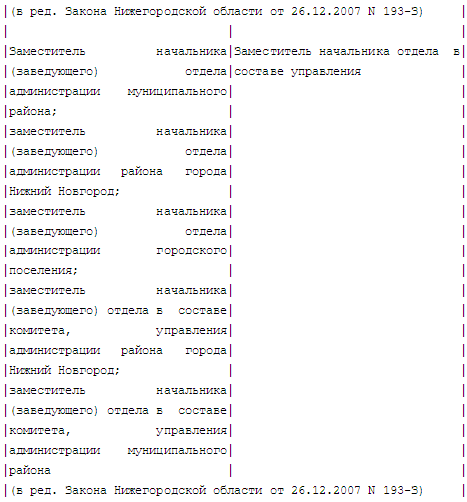 |(в ред. Закона Нижегородской области от 26.12.2007 N 193-З) |
| | |
|Заместитель начальника|Заместитель начальника отдела в|
|(заведующего) отдела|составе управления |
|администрации муниципального| |
|района; | |
|заместитель начальника| |
|(заведующего) отдела| |
|администрации района города| |
|Нижний Новгород; | |
|заместитель начальника| |
|(заведующего) отдела| |
|администрации городского| |
|поселения; | |
|заместитель начальника| |
|(заведующего) отдела в составе| |
|комитета, управления| |
|администрации района города| |
|Нижний Новгород; | |
|заместитель начальника| |
|(заведующего) отдела в составе| |
|комитета, управления| |
|администрации муниципального| |
|района | |
|(в ред. Закона Нижегородской области от 26.12.2007 N 193-З) |